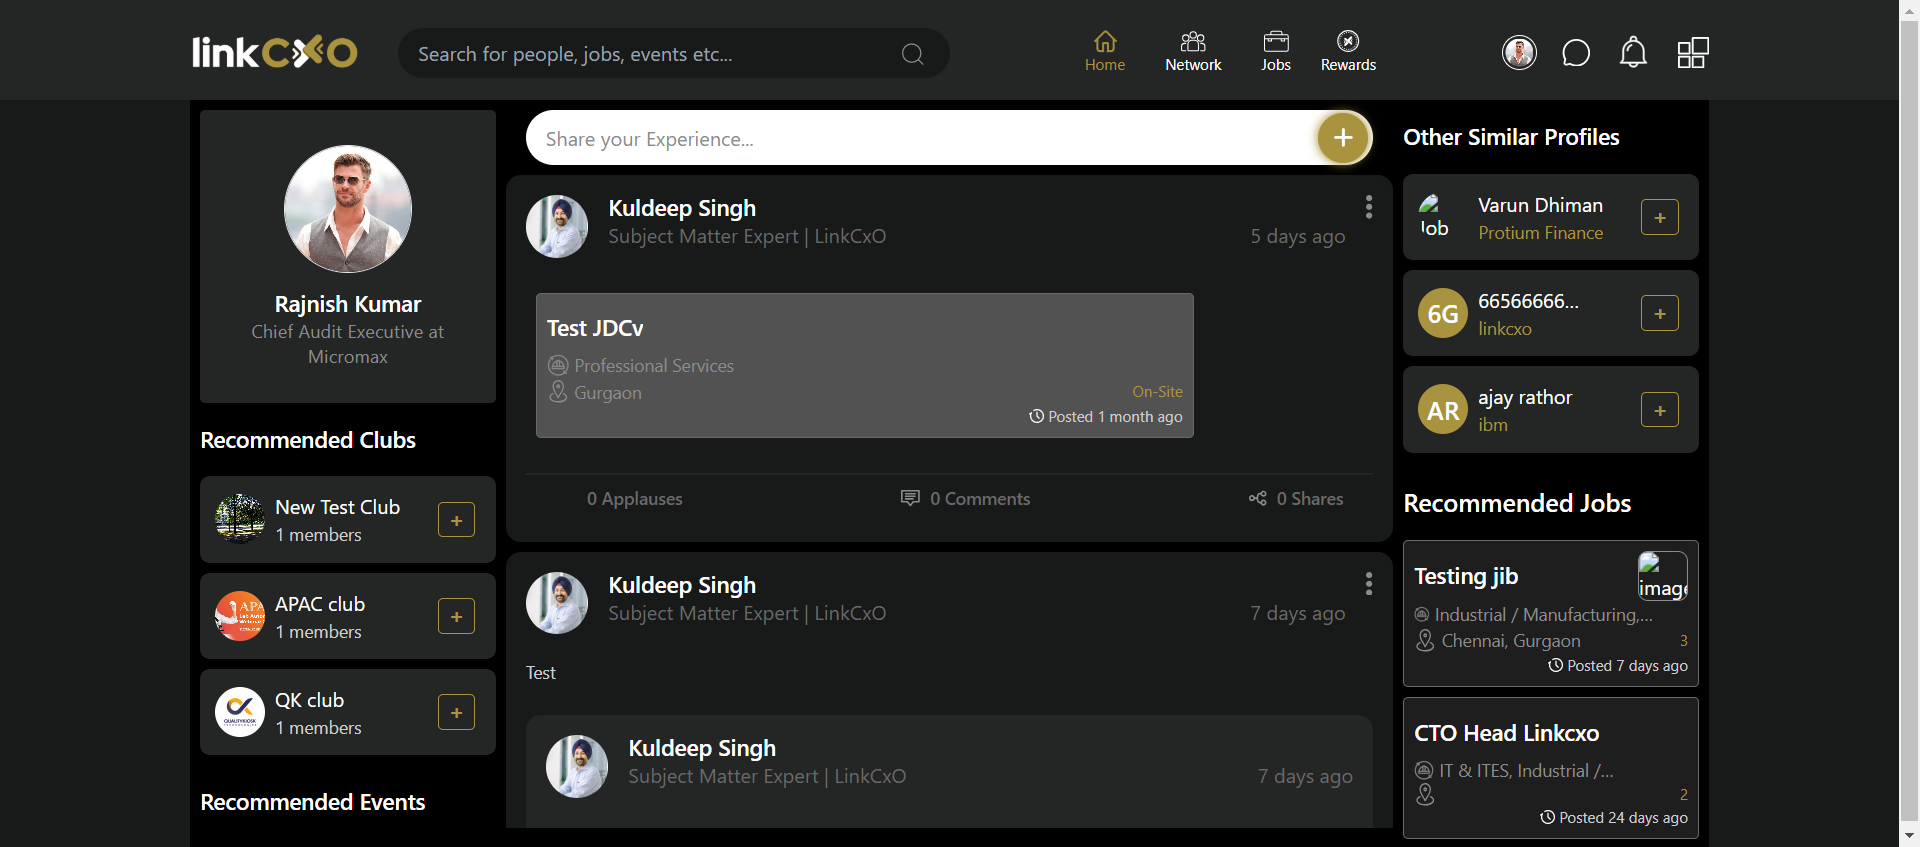 linkcxo
Search for people, jobs, events etc...
Home
Network
Jobs
Rewards
Rajnish Kumar
Chief Audit Executive at
Micromax
Recommended Clubs
New Test Club
1 members
+
APAC club
1 members
+
QK club
1 members
+
Recommended Events
Share your Experience...
+
Kuldeep Singh
Subject Matter Expert | LinkCxO
5 days ago
Test JDCv
Professional Services
Gurgaon
On-Site
Posted 1 month ago
0 Applauses
0 Comments
0 Shares
Kuldeep Singh
Subject Matter Expert | LinkCxO
7 days ago
Test
Kuldeep Singh
Subject Matter Expert | LinkCxO
7 days ago
Other Similar Profiles
Varun Dhiman
Protium Finance
+
6G
66566666...
linkcxo
+
AR
ajay rathor
ibm
+
Recommended Jobs
Testing jib
image
Industrial / Manufacturing,...
Chennai, Gurgaon
3
Posted 7 days ago
CTO Head Linkcxo
IT & ITES, Industrial /...
2
Posted 24 days ago